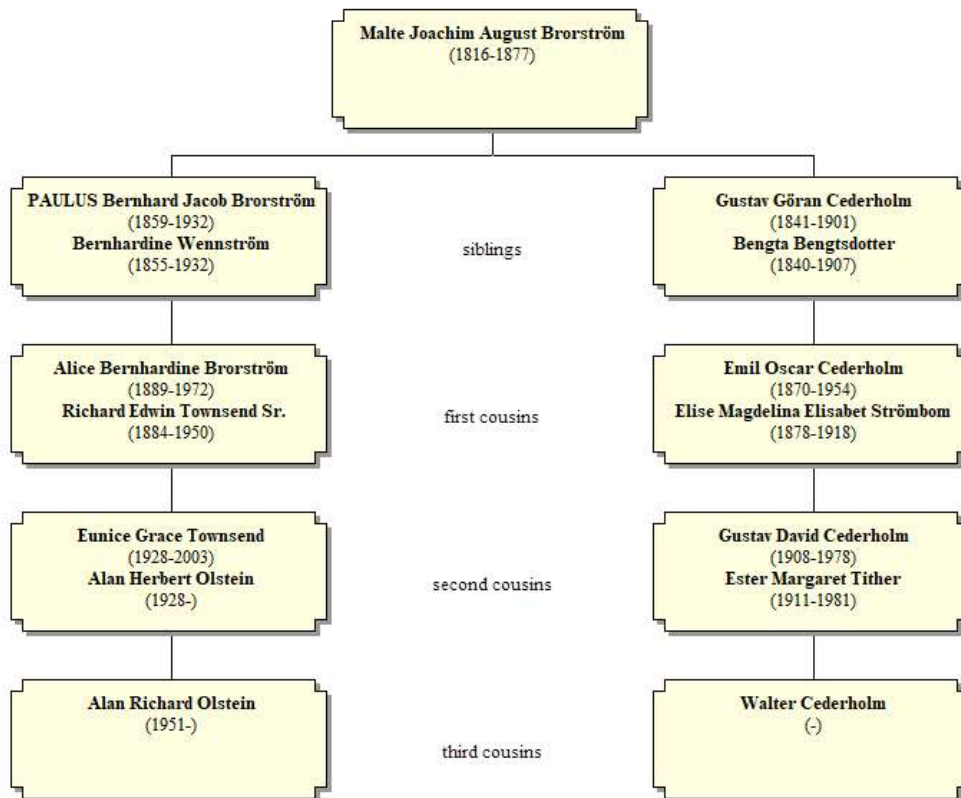 Malte Joachim August Brorström
(1816-1877)
PAULUS Bernhard Jacob Brorström
(1859-1932)
Bernhardine Wennström
(1855-1932)
siblings
Gustav Göran Cederholm
(1841-1901)
Bengta Bengtsdotter
(1840-1907)
Alice Bernhardine Brorström
(1889-1972)
Richard Edwin Townsend Sr.
(1884-1950)
first cousins
Emil Oscar Cederholm
(1870-1954)
Elise Magdelina Elisabet Strömbom
(1878-1918)
Eunice Grace Townsend
(1928-2003)
Alan Herbert Olstein
(1928-)
second cousins
Gustav David Cederholm
(1908-1978)
Ester Margaret Tither
(1911-1981)
Alan Richard Olstein
(1951-)
third cousins
Walter Cederholm
(-)